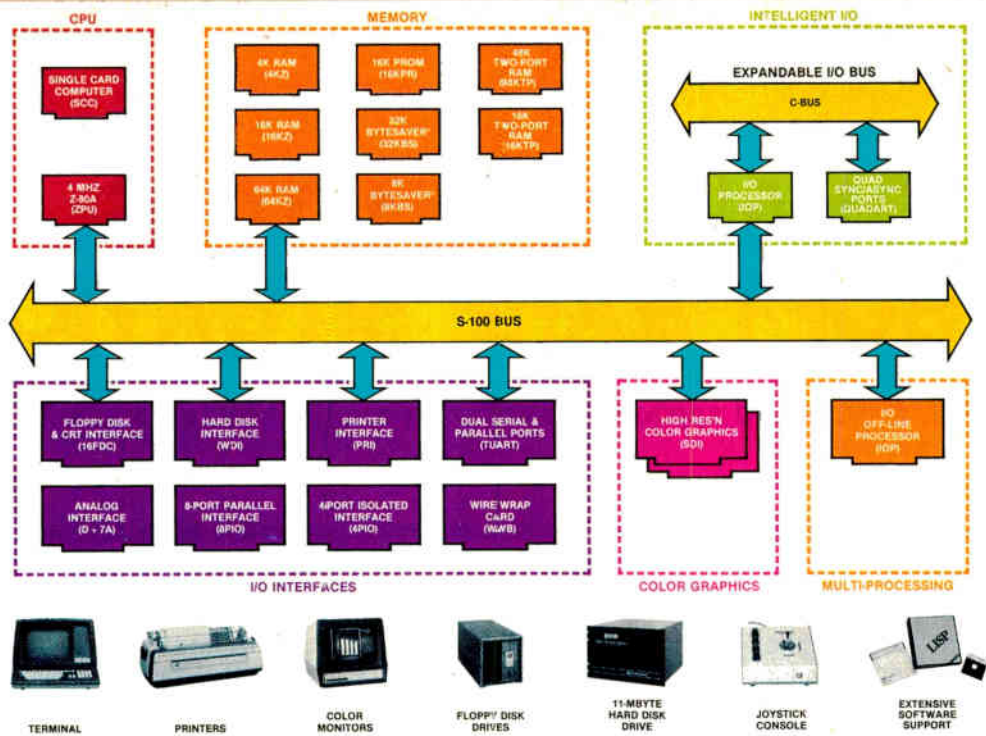 CPU
MEMORY
INTELLIGENT I/O
SINGLE CARD
COMPUTER
(SCC)
4 MHZ
Z-80A
(ZPU)
4K RAM
(4KZ)
16K PROM
(16KPR)
48K
TWO-PORT
RAM
(48KTP)
16K RAM
(16KZ)
32K
BYTESAVER®
(32KBS)
16K
TWO-PORT
RAM
(16KTP)
64K RAM
(64KZ)
8K
BYTESAVER®
(8KBS)
EXPANDABLE I/O BUS
C-BUS
I/O
PROCESSOR
(IOP)
QUAD
SYNC/ASYNC
PORTS
(QUADART)
S-100 BUS
FLOPPY DISK
& CRT INTERFACE
(16FDC)
HARD DISK
INTERFACE
(WDI)
PRINTER
INTERFACE
(PRI)
DUAL SERIAL &
PARALLEL PORTS
(TUART)
HIGH RES'N
COLOR GRAPHICS
(SDI)
I/O
OFF-LINE
PROCESSOR
(IOP)
ANALOG
INTERFACE
(D + 7A)
8-PORT PARALLEL
INTERFACE
(8PIO)
4-PORT ISOLATED
INTERFACE
(4PIO)
WIRE WRAP
CARD
(WWB)
I/O INTERFACES
COLOR GRAPHICS
MULTI-PROCESSING
LISP
TERMINAL
PRINTERS
COLOR
MONITORS
FLOPPY DISK
DRIVES
11-MBYTE
HARD DISK
DRIVE
JOYSTICK
CONSOLE
EXTENSIVE
SOFTWARE
SUPPORT